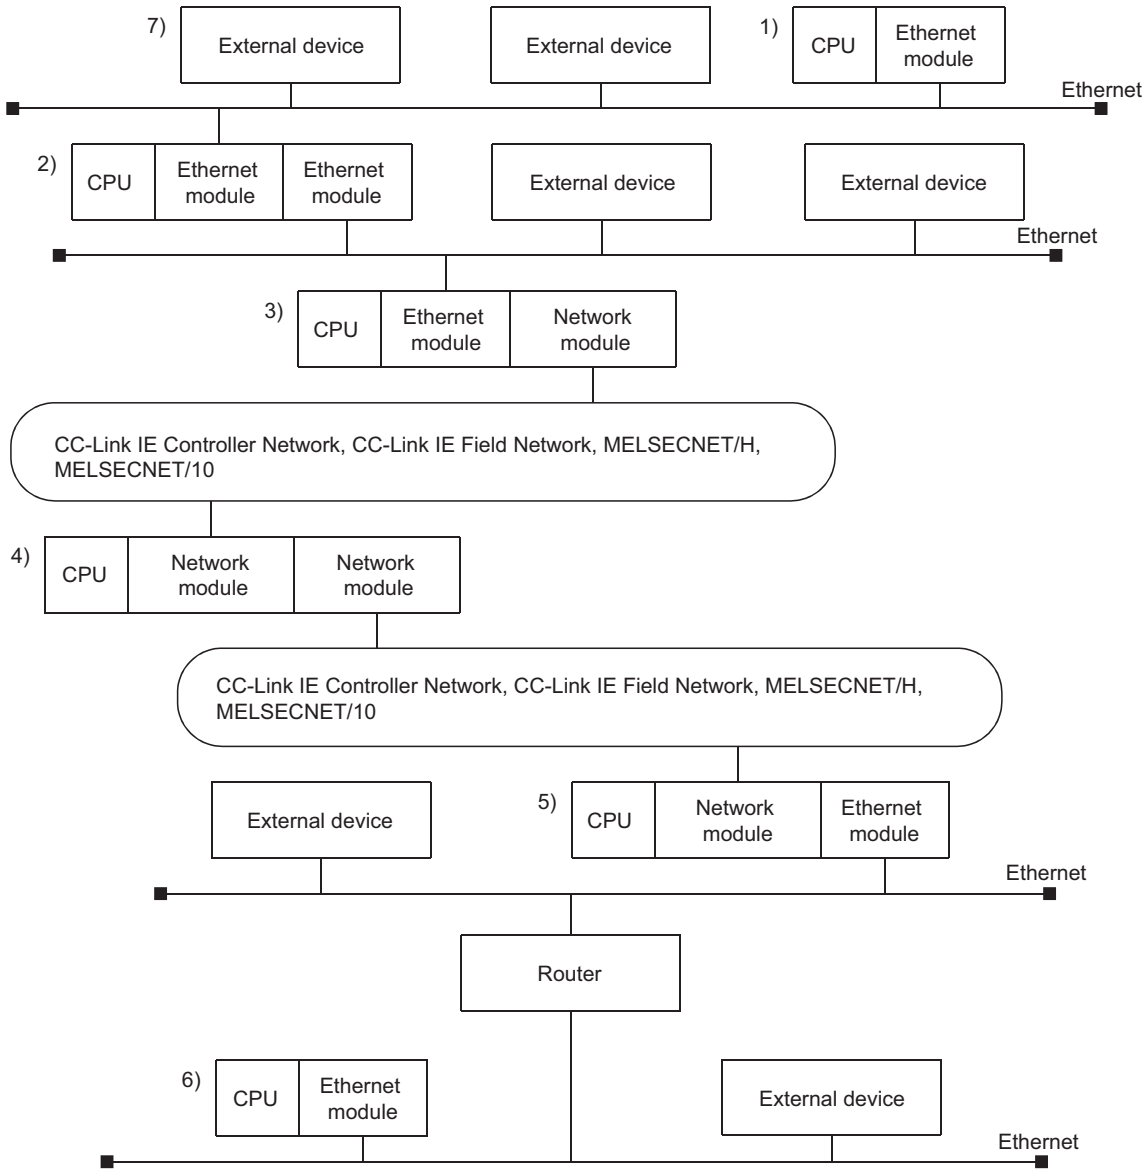 7)
External device
External device
1)
CPU
Ethernet
module
Ethernet
2)
CPU
Ethernet
module
Ethernet
module
External device
External device
Ethernet
3)
CPU
Ethernet
module
Network
module
CC-Link IE Controller Network, CC-Link IE Field Network, MELSECNET/H,
MELSECNET/10
4)
CPU
Network
module
Network
module
CC-Link IE Controller Network, CC-Link IE Field Network, MELSECNET/H,
MELSECNET/10
External device
5)
CPU
Network
module
Ethernet
module
Ethernet
Router
6)
CPU
Ethernet
module
External device
Ethernet